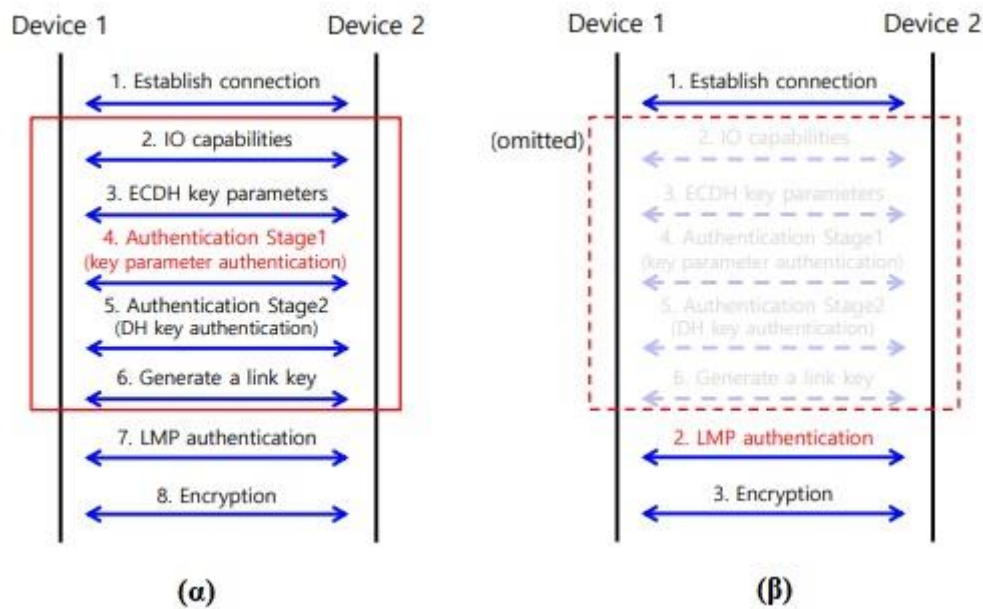 Device 1
Device 2
1. Establish connection
2. IO capabilities
3. ECDH key parameters
4. Authentication Stage1
(key parameter authentication)
5. Authentication Stage2
(DH key authentication)
6. Generate a link key
7. LMP authentication
8. Encryption
(α)
Device 1
Device 2
1. Establish connection
(omitted)
2. IO capabilities
3. ECDH key parameters
4. Authentication Stage1
(key parameter authentication)
5. Authentication Stage2
(DH key authentication)
6. Generate a link key
2. LMP authentication
3. Encryption
(β)